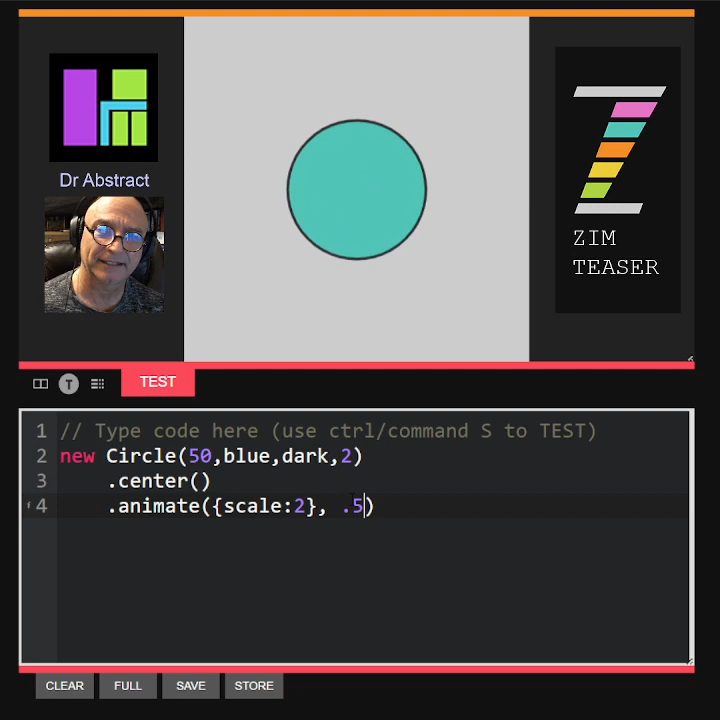 Dr Abstract
ZIM
TEASER
T
TEST
1 // Type code here (use ctrl/command S to TEST)
2 new Circle(50,blue,dark,2)
3 .center()
4 .animate({scale:2}, .5)
CLEAR FULL SAVE STORE